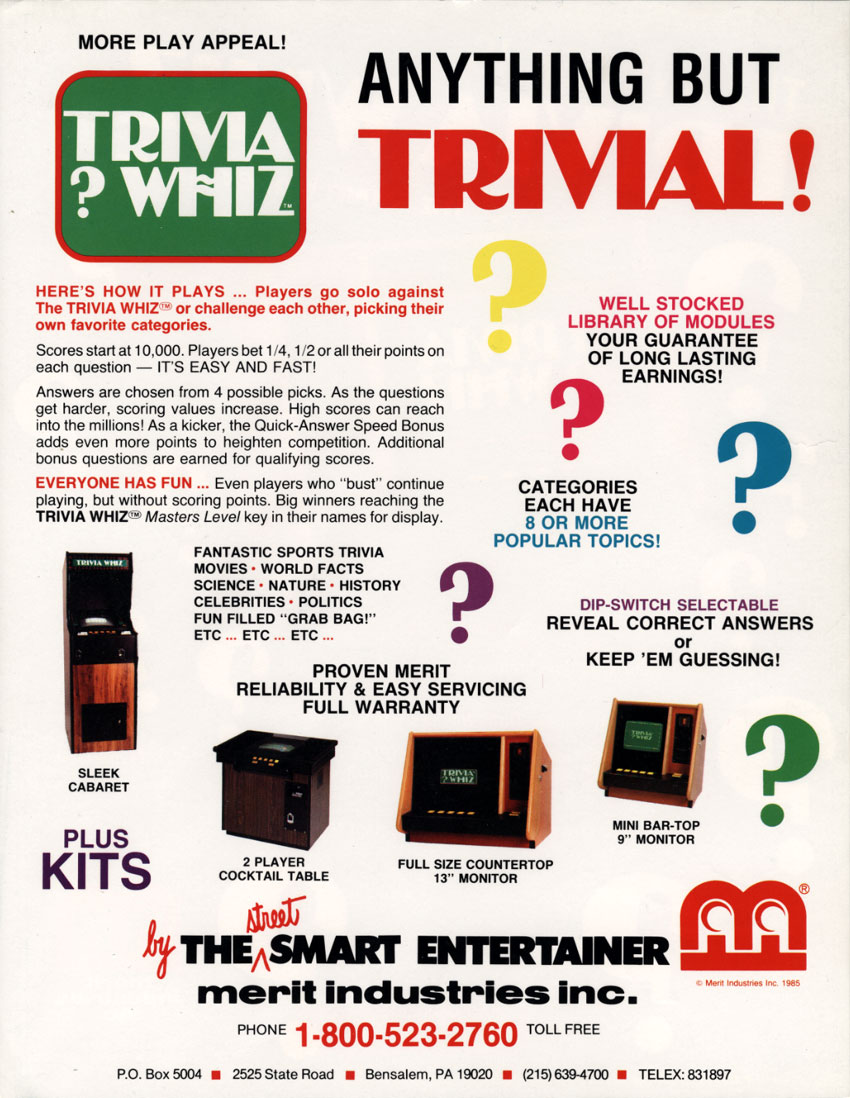 MORE PLAY APPEAL!
TRIVIA
? WHIZ™
ANYTHING BUT
TRIVIAL!
HERE'S HOW IT PLAYS ... Players go solo against
The TRIVIA WHIZ™ or challenge each other, picking their
own favorite categories.
Scores start at 10,000. Players bet 1/4, 1/2 or all their points on
each question — IT'S EASY AND FAST!
Answers are chosen from 4 possible picks. As the questions
get harder, scoring values increase. High scores can reach
into the millions! As a kicker, the Quick-Answer Speed Bonus
adds even more points to heighten competition. Additional
bonus questions are earned for qualifying scores.
EVERYONE HAS FUN ... Even players who "bust" continue
playing, but without scoring points. Big winners reaching the
TRIVIA WHIZ™ Masters Level key in their names for display.
?
WELL STOCKED
LIBRARY OF MODULES
YOUR GUARANTEE
OF LONG LASTING
EARNINGS!
?
?
CATEGORIES
EACH HAVE
8 OR MORE
POPULAR TOPICS!
FANTASTIC SPORTS TRIVIA
MOVIES • WORLD FACTS
SCIENCE • NATURE • HISTORY
CELEBRITIES • POLITICS
FUN FILLED "GRAB BAG!"
ETC ... ETC ... ETC ...
?
DIP-SWITCH SELECTABLE
REVEAL CORRECT ANSWERS
or
KEEP 'EM GUESSING!
PROVEN MERIT
RELIABILITY & EASY SERVICING
FULL WARRANTY
TRIVIA WHIZ
SLEEK
CABARET
2 PLAYER
COCKTAIL TABLE
TRIVIA
? WHIZ
FULL SIZE COUNTERTOP
13" MONITOR
TRIVIA
? WHIZ
MINI BAR-TOP
9" MONITOR
?
PLUS
KITS
by THE street SMART ENTERTAINER
merit industries inc.
®
© Merit Industries Inc. 1985
PHONE 1-800-523-2760 TOLL FREE
P.O. Box 5004 ■ 2525 State Road ■ Bensalem, PA 19020 ■ (215) 639-4700 ■ TELEX: 831897